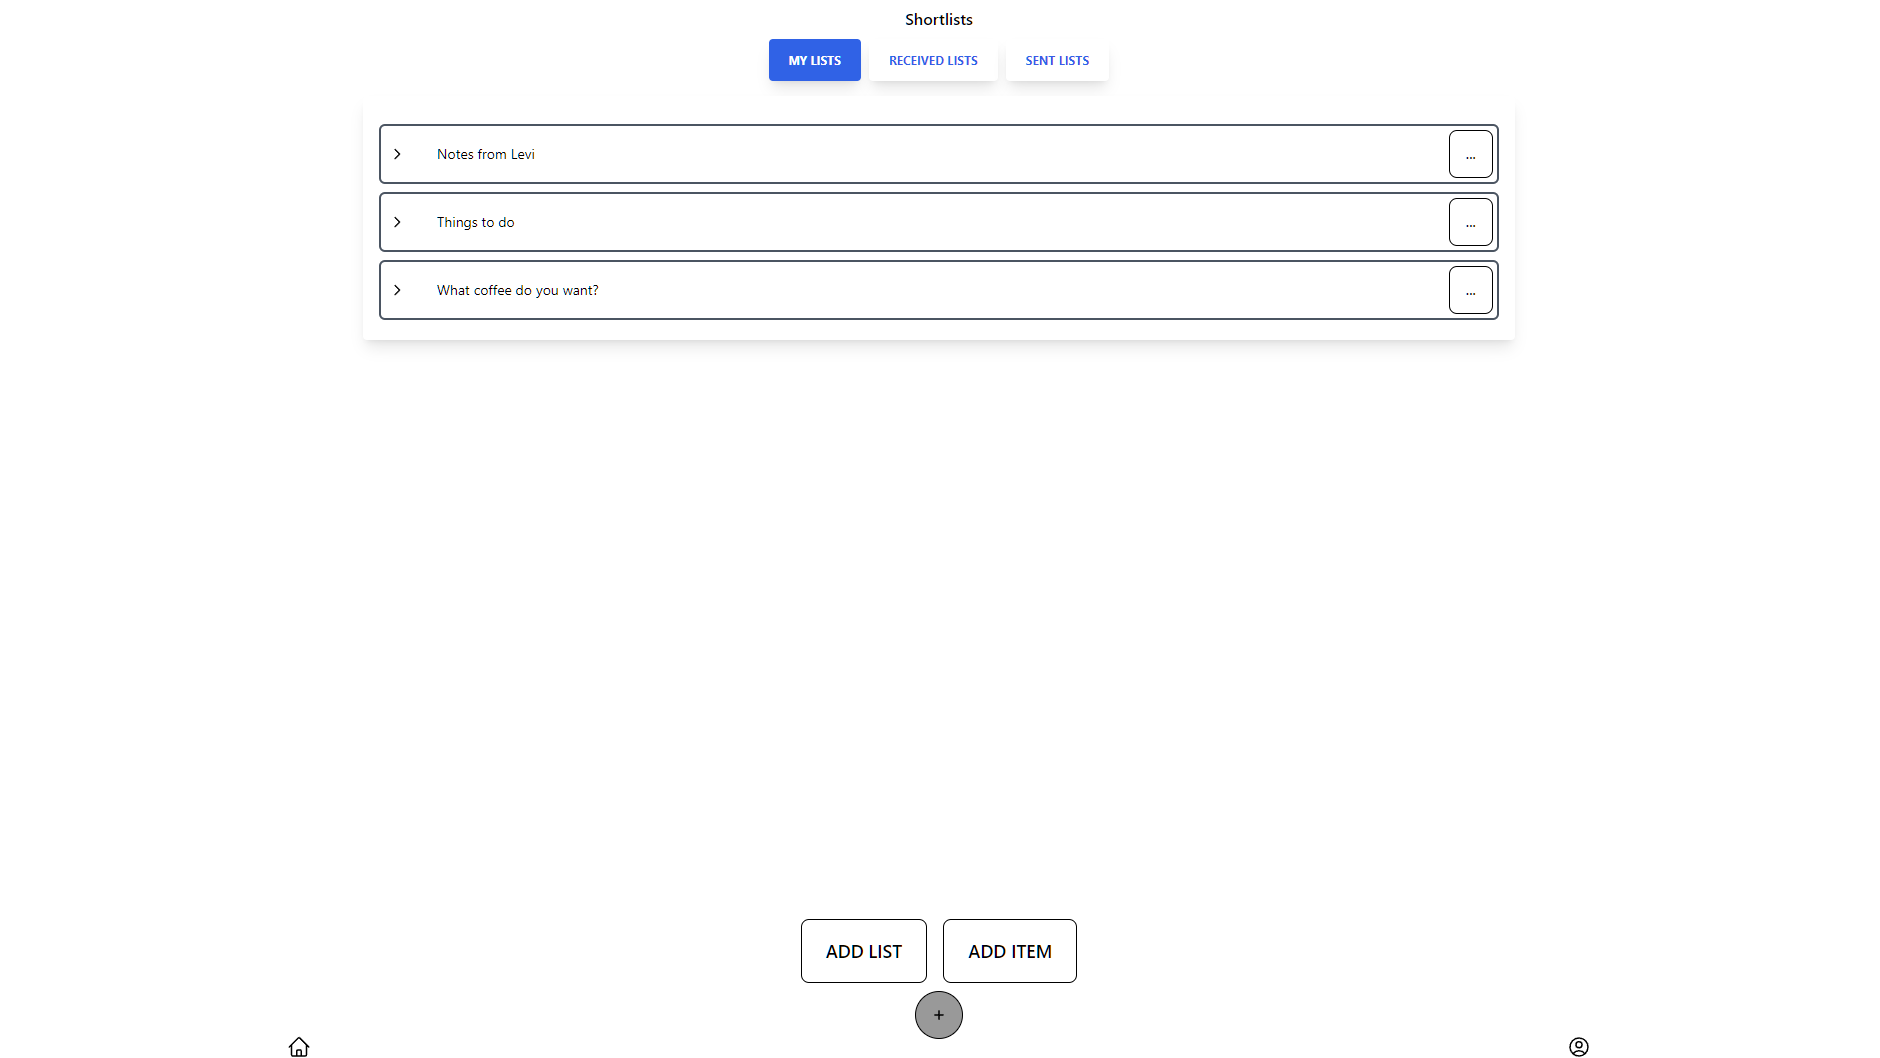 Shortlists
MY LISTS RECEIVED LISTS SENT LISTS
Notes from Levi ...
Things to do ...
What coffee do you want? ...
ADD LIST ADD ITEM
+